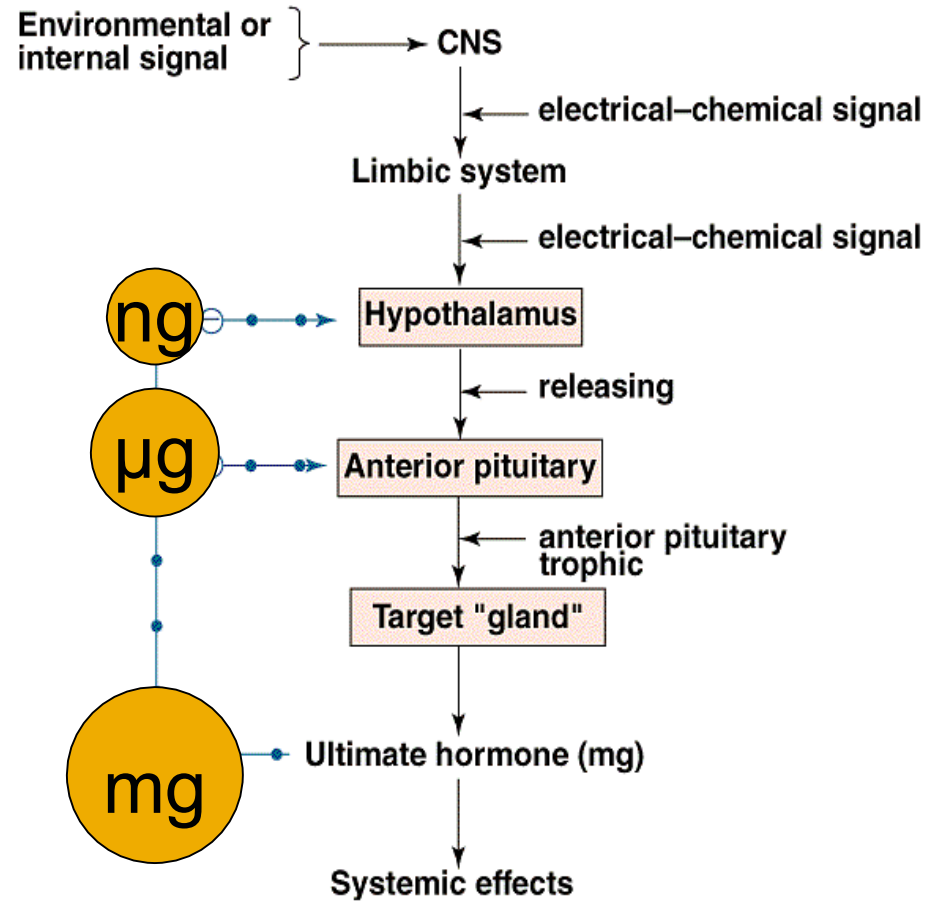 Environmental or
internal signal
CNS
electrical–chemical signal
Limbic system
electrical–chemical signal
ng
Hypothalamus
releasing
µg
Anterior pituitary
anterior pituitary
trophic
Target "gland"
mg
Ultimate hormone (mg)
Systemic effects